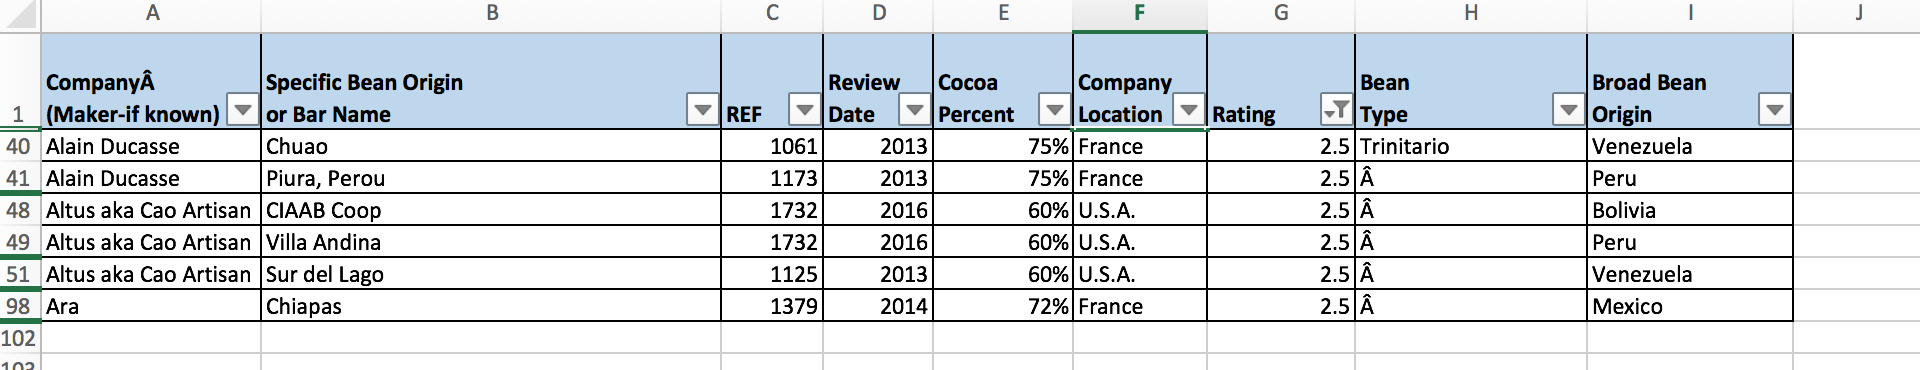 A B C D E F G H I J
1 CompanyÂ (Maker-if known) Specific Bean Origin or Bar Name REF Review Date Cocoa Percent Company Location Rating Bean Type Broad Bean Origin
40 Alain Ducasse Chuao 1061 2013 75% France 2.5 Trinitario Venezuela
41 Alain Ducasse Piura, Perou 1173 2013 75% France 2.5 Â Peru
48 Altus aka Cao Artisan CIAAB Coop 1732 2016 60% U.S.A. 2.5 Â Bolivia
49 Altus aka Cao Artisan Villa Andina 1732 2016 60% U.S.A. 2.5 Â Peru
51 Altus aka Cao Artisan Sur del Lago 1125 2013 60% U.S.A. 2.5 Â Venezuela
98 Ara Chiapas 1379 2014 72% France 2.5 Â Mexico
102